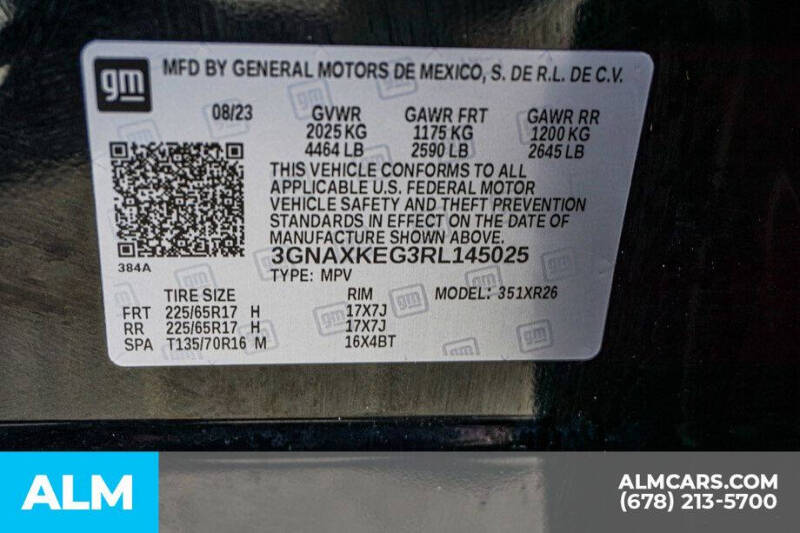 gm MFD BY GENERAL MOTORS DE MEXICO, S. DE R.L. DE C.V.
08/23 GVWR GAWR FRT GAWR RR
2025 KG 1175 KG 1200 KG
4464 LB 2590 LB 2645 LB
THIS VEHICLE CONFORMS TO ALL
APPLICABLE U.S. FEDERAL MOTOR
VEHICLE SAFETY AND THEFT PREVENTION
STANDARDS IN EFFECT ON THE DATE OF
MANUFACTURE SHOWN ABOVE.
384A 3GNAXKEG3RL145025
TYPE: MPV
TIRE SIZE RIM MODEL: 351XR26
FRT 225/65R17 H 17X7J
RR 225/65R17 H 17X7J
SPA T135/70R16 M 16X4BT
ALM
ALMCARS.COM
(678) 213-5700